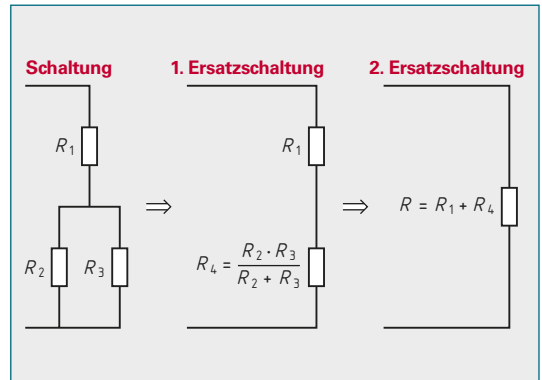 Schaltung
1. Ersatzschaltung
2. Ersatzschaltung
R₁
R₂
R₃
⇒
R₁
R₄ = (R₂ · R₃) / (R₂ + R₃)
⇒
R = R₁ + R₄